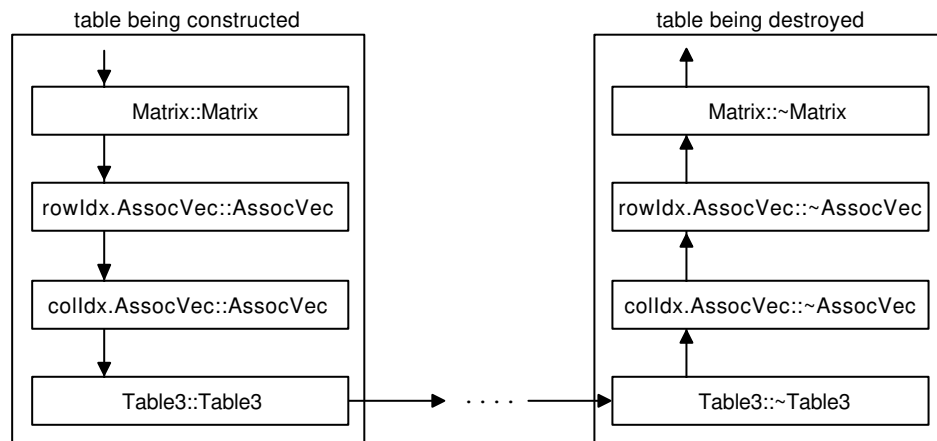 table being constructed
Matrix::Matrix
rowIdx.AssocVec::AssocVec
colIdx.AssocVec::AssocVec
Table3::Table3
. . . .
table being destroyed
Matrix::~Matrix
rowIdx.AssocVec::~AssocVec
colIdx.AssocVec::~AssocVec
Table3::~Table3